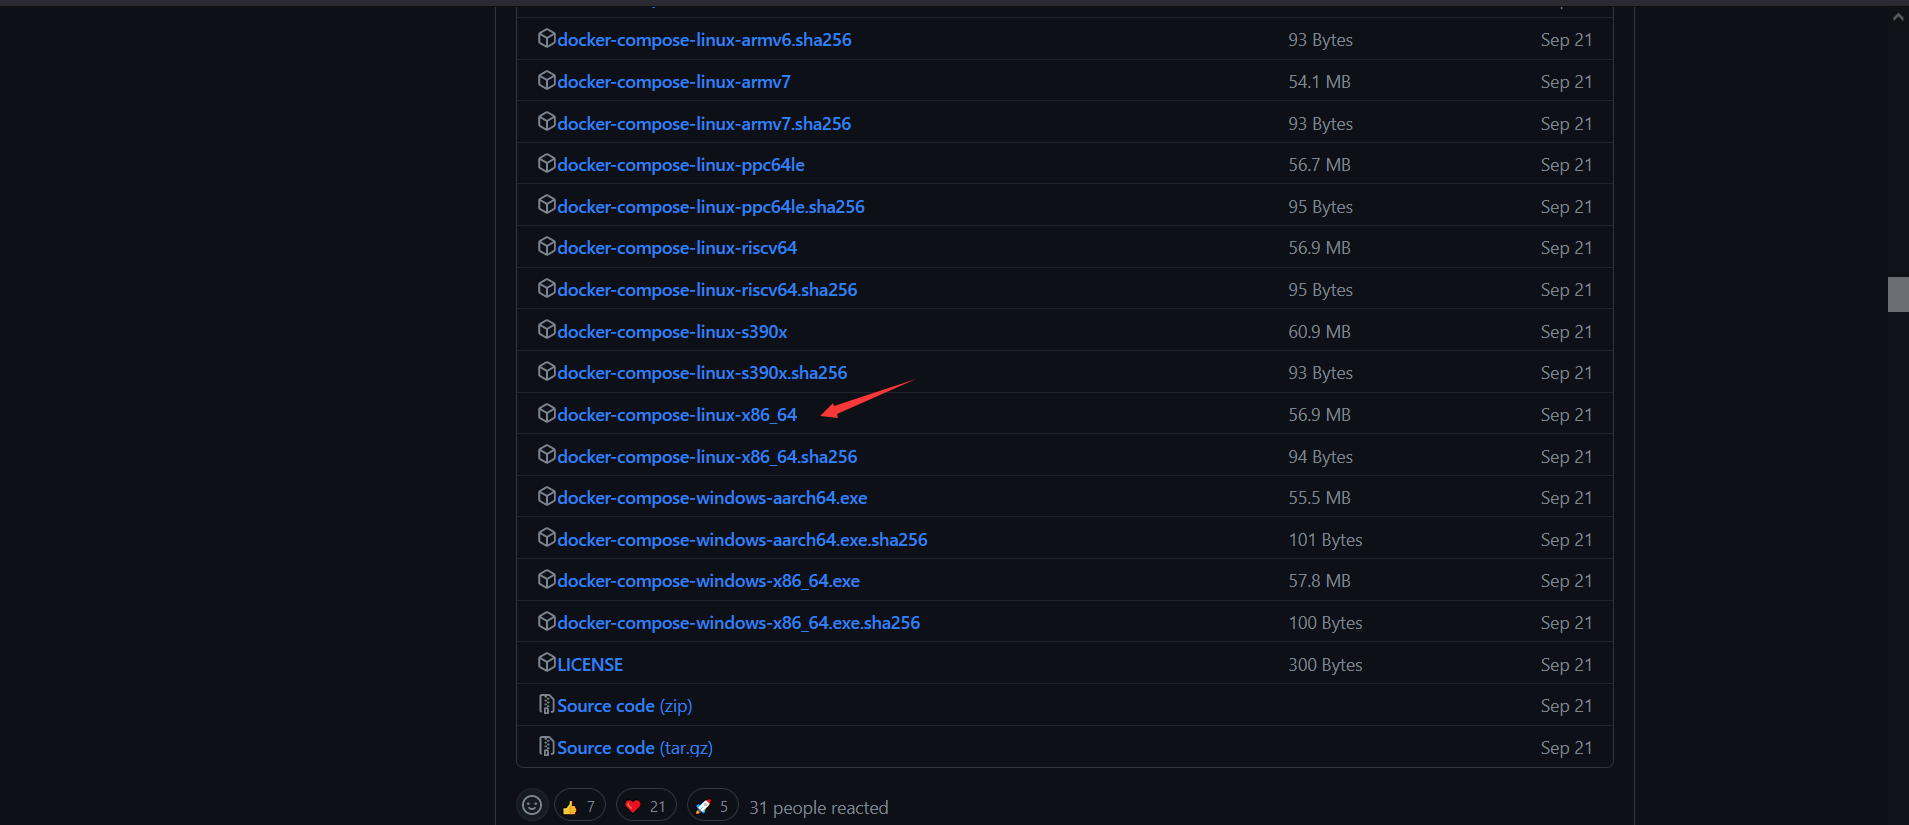 docker-compose-linux-armv6.sha256 93 Bytes Sep 21
docker-compose-linux-armv7 54.1 MB Sep 21
docker-compose-linux-armv7.sha256 93 Bytes Sep 21
docker-compose-linux-ppc64le 56.7 MB Sep 21
docker-compose-linux-ppc64le.sha256 95 Bytes Sep 21
docker-compose-linux-riscv64 56.9 MB Sep 21
docker-compose-linux-riscv64.sha256 95 Bytes Sep 21
docker-compose-linux-s390x 60.9 MB Sep 21
docker-compose-linux-s390x.sha256 93 Bytes Sep 21
docker-compose-linux-x86_64 56.9 MB Sep 21
docker-compose-linux-x86_64.sha256 94 Bytes Sep 21
docker-compose-windows-aarch64.exe 55.5 MB Sep 21
docker-compose-windows-aarch64.exe.sha256 101 Bytes Sep 21
docker-compose-windows-x86_64.exe 57.8 MB Sep 21
docker-compose-windows-x86_64.exe.sha256 100 Bytes Sep 21
LICENSE 300 Bytes Sep 21
Source code (zip) Sep 21
Source code (tar.gz) Sep 21
7 21 5 31 people reacted